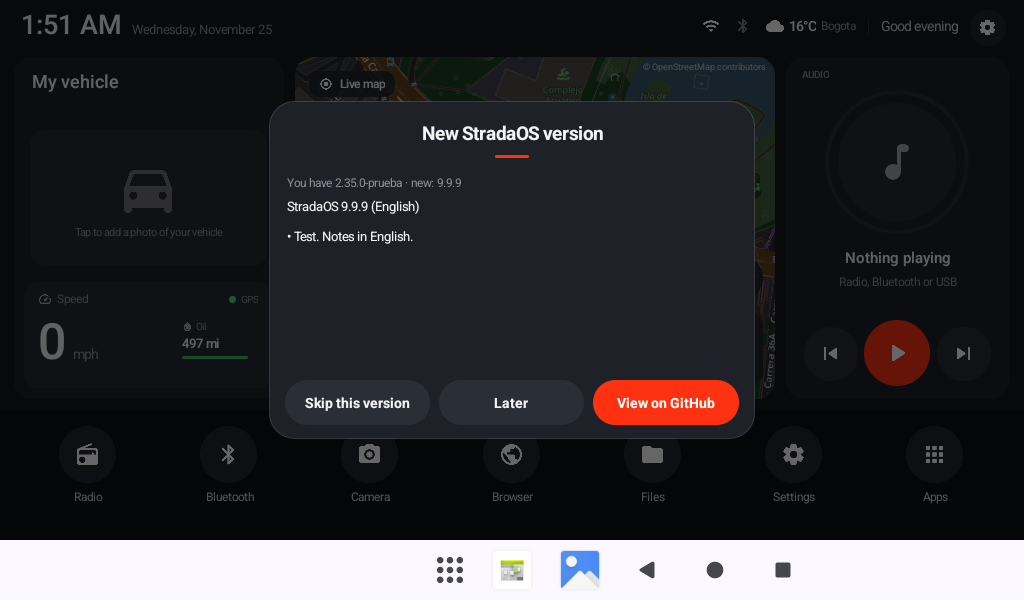 1:51 AM Wednesday, November 25
16°C Bogota
Good evening
My vehicle
Tap to add a photo of your vehicle
Speed
GPS
0 mph
Oil
497 mi
Live map
© OpenStreetMap contributors
Complejo
Isla de
New StradaOS version
You have 2.35.0-prueba · new: 9.9.9
StradaOS 9.9.9 (English)
• Test. Notes in English.
Skip this version
Later
View on GitHub
AUDIO
Nothing playing
Radio, Bluetooth or USB
Radio
Bluetooth
Camera
Browser
Files
Settings
Apps